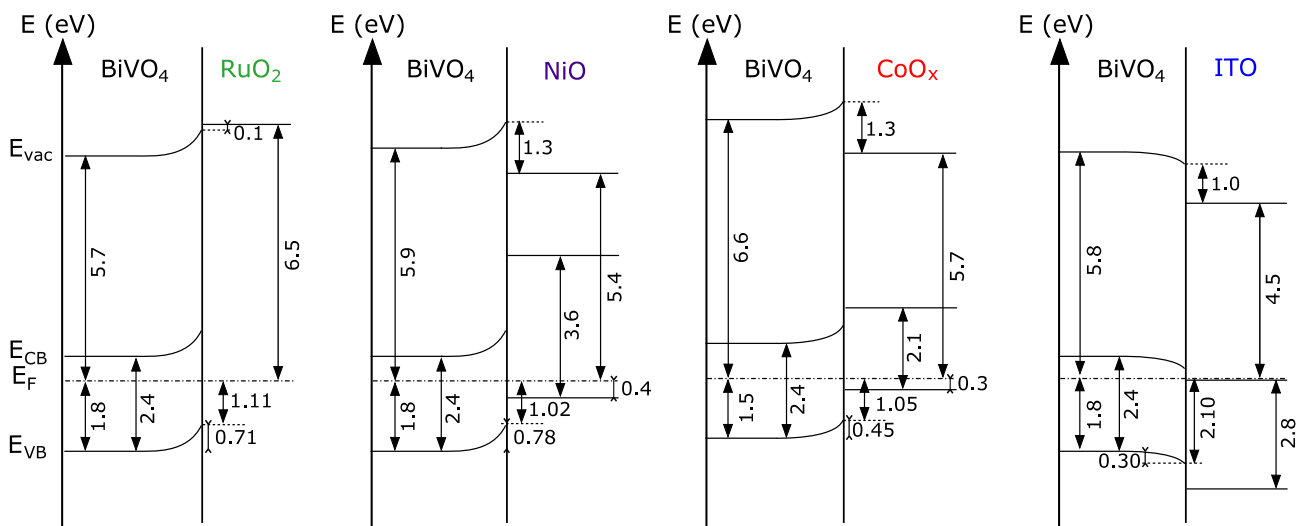 E (eV)
BiVO4
RuO2
Evac
0.1
5.7
6.5
ECB
EF
EVB
1.8
2.4
1.11
0.71
E (eV)
BiVO4
NiO
1.3
5.9
5.4
3.6
0.4
1.8
2.4
1.02
0.78
E (eV)
BiVO4
CoOx
1.3
6.6
5.7
2.1
0.3
1.5
2.4
1.05
0.45
E (eV)
BiVO4
ITO
1.0
5.8
4.5
1.8
2.4
2.10
2.8
0.30